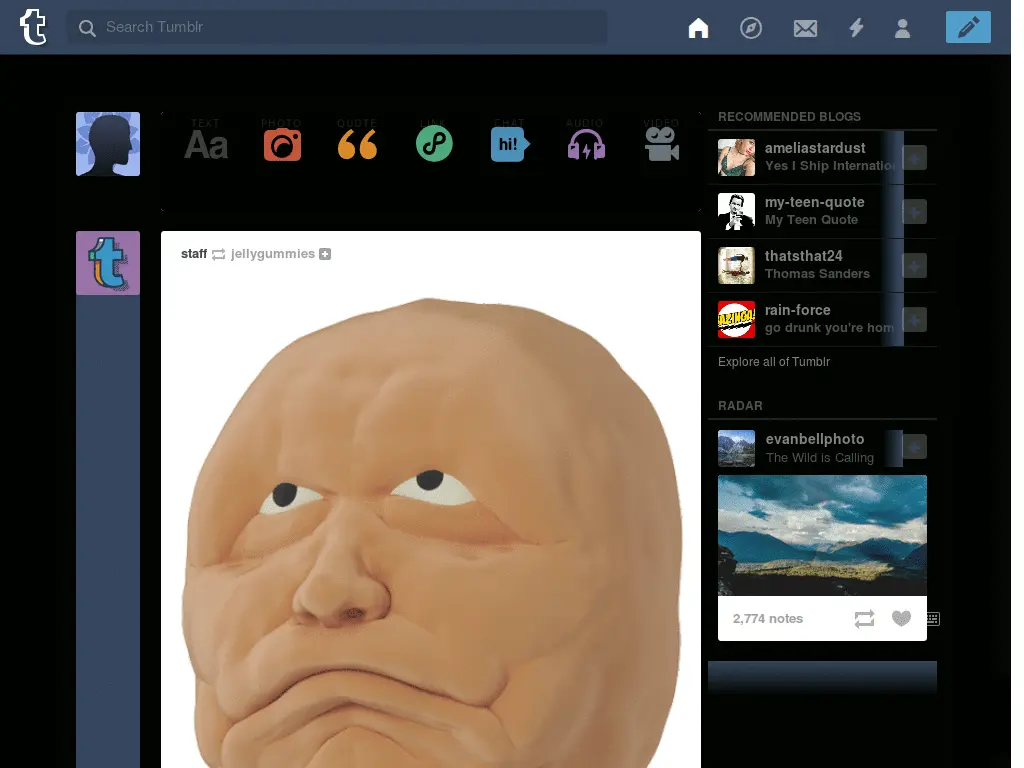 Search Tumblr
TEXT PHOTO QUOTE LINK CHAT AUDIO VIDEO
Aa hi!
staff jellygummies
RECOMMENDED BLOGS
ameliastardust
Yes I Ship Internatio
my-teen-quote
My Teen Quote
thatsthat24
Thomas Sanders
BAZINGA!
rain-force
go drunk you're hom
Explore all of Tumblr
RADAR
evanbellphoto
The Wild is Calling
2,774 notes